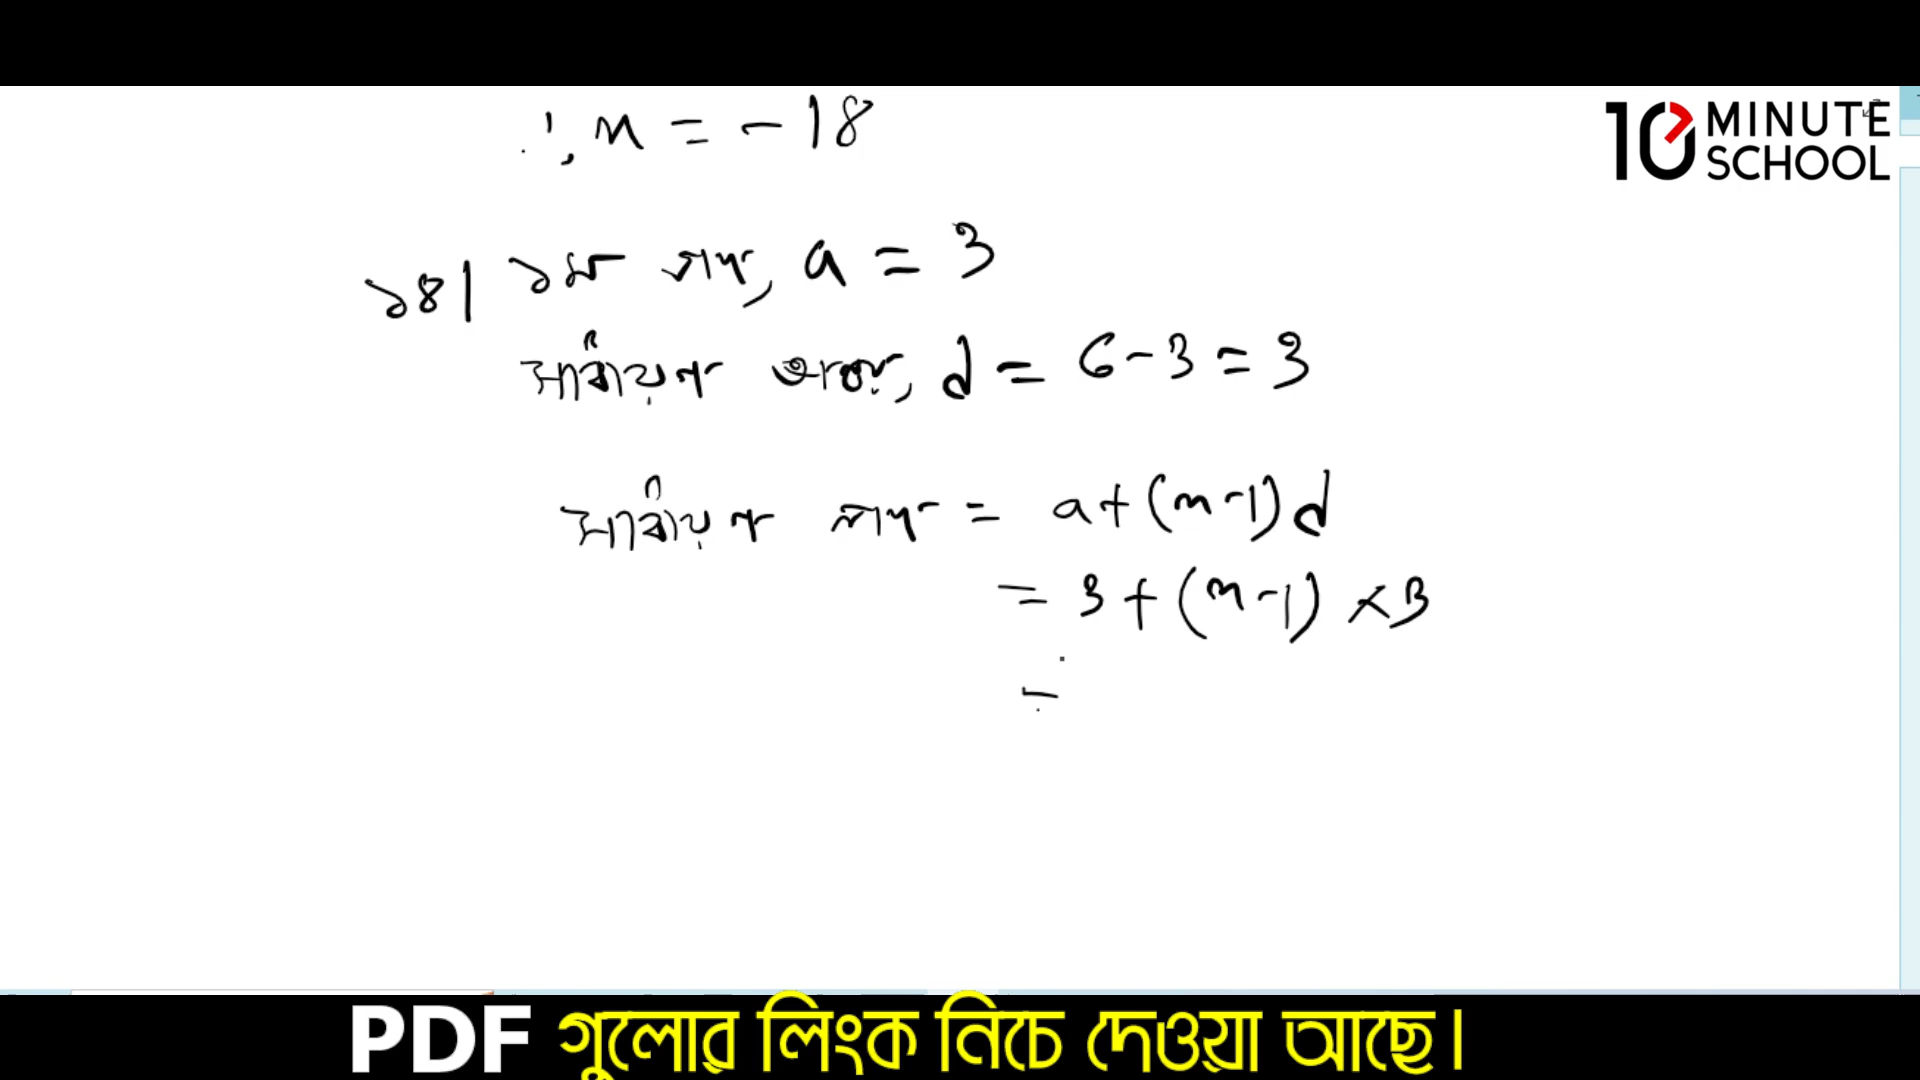 ∴ n = - 18
10 MINUTE SCHOOL
১৪| ১ম পদ, a = 3
সাধারণ অন্তর, d = 6 - 3 = 3
সাধারণ পদ = a + (n - 1) d
= 3 + (n - 1) × 3
=
PDF গুলোর লিংক নিচে দেওয়া আছে।